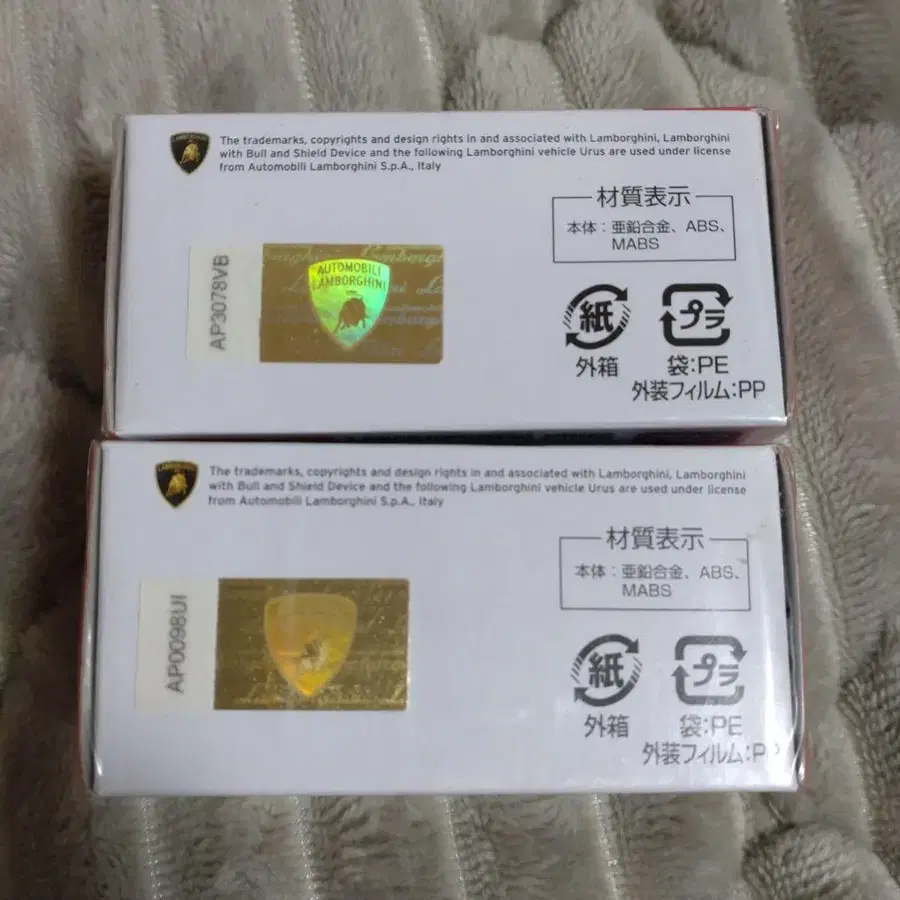 LAMBORGHINI
The trademarks, copyrights and design rights in and associated with Lamborghini, Lamborghini
with Bull and Shield Device and the following Lamborghini vehicle Urus are used under license
from Automobili Lamborghini S.p.A., Italy
材質表示
本体:亜鉛合金、ABS、
MABS
AP3078VB
AUTOMOBILI
LAMBORGHINI
紙
外箱
プラ
袋:PE
外装フィルム:PP
LAMBORGHINI
The trademarks, copyrights and design rights in and associated with Lamborghini, Lamborghini
with Bull and Shield Device and the following Lamborghini vehicle Urus are used under license
from Automobili Lamborghini S.p.A., Italy
材質表示
本体:亜鉛合金、ABS、
MABS
AP0098UI
紙
外箱
プラ
袋:PE
外装フィルム:PP